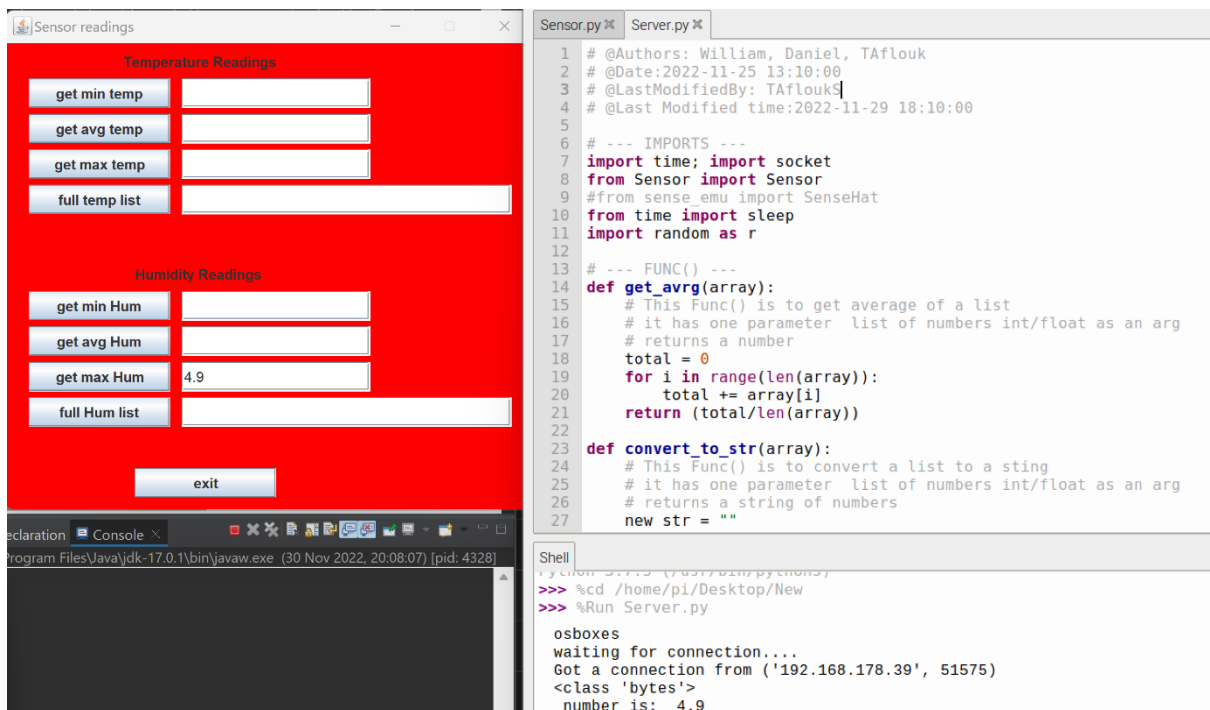 Sensor readings
Temperature Readings
get min temp
get avg temp
get max temp
full temp list
Humidity Readings
get min Hum
get avg Hum
get max Hum
4.9
full Hum list
exit
eclaration Console
Program Files\Java\jdk-17.0.1\bin\javaw.exe (30 Nov 2022, 20:08:07) [pid: 4328]
Sensor.py Server.py
1 # @Authors: William, Daniel, TAflouk
2 # @Date:2022-11-25 13:10:00
3 # @LastModifiedBy: TAfloukS
4 # @Last Modified time:2022-11-29 18:10:00
5
6 # --- IMPORTS ---
7 import time; import socket
8 from Sensor import Sensor
9 #from sense_emu import SenseHat
10 from time import sleep
11 import random as r
12
13 # --- FUNC() ---
14 def get_avrg(array):
15 # This Func() is to get average of a list
16 # it has one parameter  list of numbers int/float as an arg
17 # returns a number
18 total = 0
19 for i in range(len(array)):
20 total += array[i]
21 return (total/len(array))
22
23 def convert_to_str(array):
24 # This Func() is to convert a list to a sting
25 # it has one parameter  list of numbers int/float as an arg
26 # returns a string of numbers
27 new str = ""
Shell
>>> %cd /home/pi/Desktop/New
>>> %Run Server.py
osboxes
waiting for connection....
Got a connection from ('192.168.178.39', 51575)
<class 'bytes'>
number is:  4.9